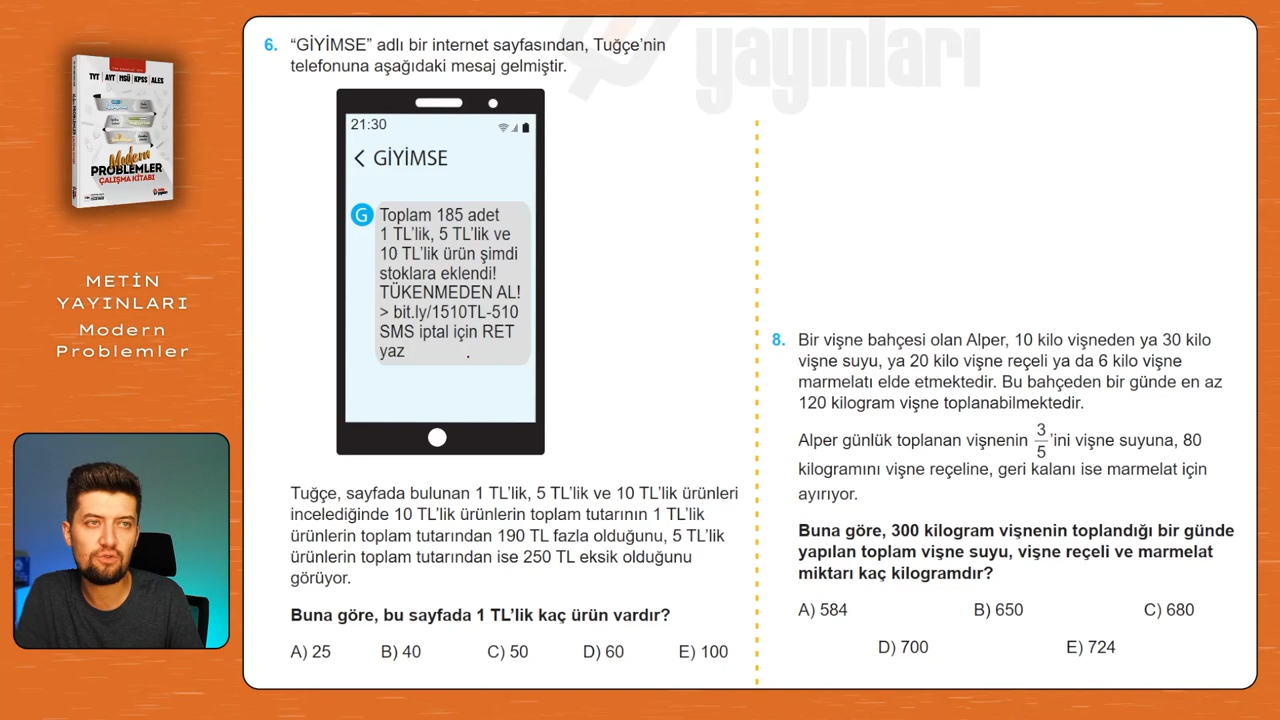 yayınları
TYT | AYT | MSÜ | KPSS | ALES
Modern
PROBLEMLER
ÇALIŞMA KİTABI
METİN
YAYINLARI
Modern
Problemler
6. “GİYİMSE” adlı bir internet sayfasından, Tuğçe’nin
telefonuna aşağıdaki mesaj gelmiştir.
21:30
< GİYİMSE
G Toplam 185 adet
1 TL’lik, 5 TL’lik ve
10 TL’lik ürün şimdi
stoklara eklendi!
TÜKENMEDEN AL!
> bit.ly/1510TL-510
SMS iptal için RET
yaz .
Tuğçe, sayfada bulunan 1 TL’lik, 5 TL’lik ve 10 TL’lik ürünleri
incelediğinde 10 TL’lik ürünlerin toplam tutarının 1 TL’lik
ürünlerin toplam tutarından 190 TL fazla olduğunu, 5 TL’lik
ürünlerin toplam tutarından ise 250 TL eksik olduğunu
görüyor.
Buna göre, bu sayfada 1 TL’lik kaç ürün vardır?
A) 25 B) 40 C) 50 D) 60 E) 100
8. Bir vişne bahçesi olan Alper, 10 kilo vişneden ya 30 kilo
vişne suyu, ya 20 kilo vişne reçeli ya da 6 kilo vişne
marmelatı elde etmektedir. Bu bahçeden bir günde en az
120 kilogram vişne toplanabilmektedir.
Alper günlük toplanan vişnenin 3/5’ini vişne suyuna, 80
kilogramını vişne reçeline, geri kalanı ise marmelat için
ayırıyor.
Buna göre, 300 kilogram vişnenin toplandığı bir günde
yapılan toplam vişne suyu, vişne reçeli ve marmelat
miktarı kaç kilogramdır?
A) 584 B) 650 C) 680
D) 700 E) 724